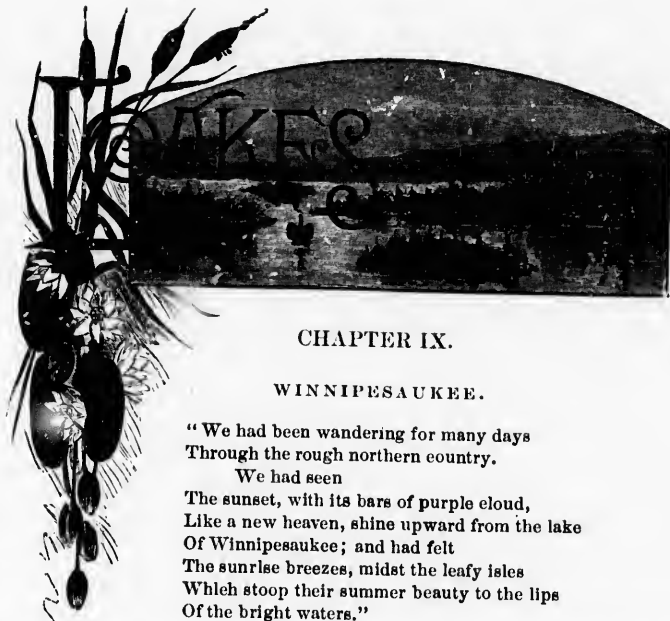 LAKES
CHAPTER IX.
WINNIPESAUKEE.
“ We had been wandering for many days
Through the rough northern country.
We had seen
The sunset, with its bars of purple cloud,
Like a new heaven, shine upward from the lake
Of Winnipesaukee; and had felt
The sunrise breezes, midst the leafy isles
Which stoop their summer beauty to the lips
Of the bright waters.”